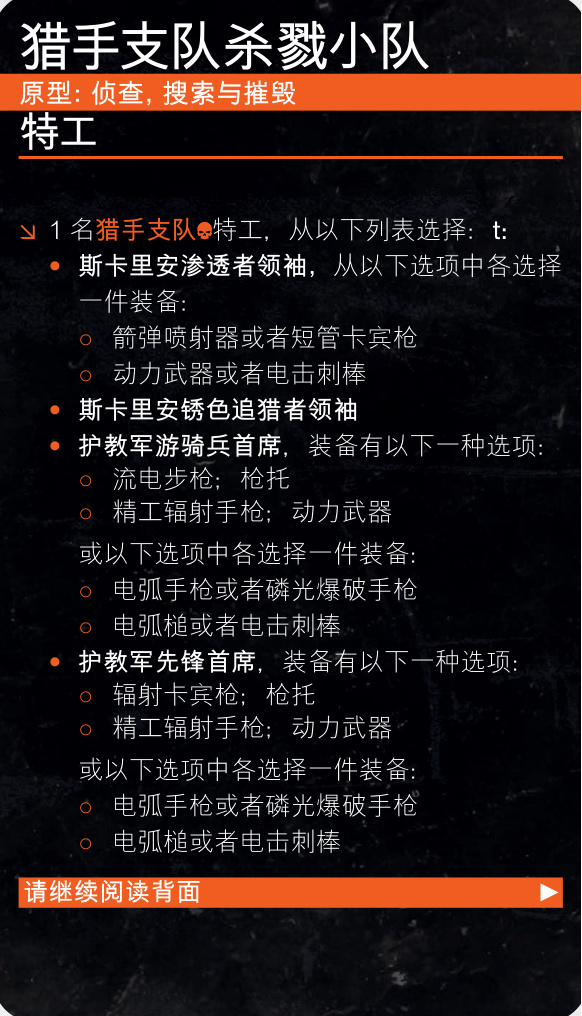 猎手支队杀戮小队
原型: 侦查, 搜索与摧毁
特工
1 名猎手支队特工, 从以下列表选择: t:
斯卡里安渗透者领袖, 从以下选项中各选择
一件装备:
箭弹喷射器或者短管卡宾枪
动力武器或者电击刺棒
斯卡里安锈色追猎者领袖
护教军游骑兵首席, 装备有以下一种选项:
流电步枪; 枪托
精工辐射手枪; 动力武器
或以下选项中各选择一件装备:
电弧手枪或者磷光爆破手枪
电弧槌或者电击刺棒
护教军先锋首席, 装备有以下一种选项:
辐射卡宾枪; 枪托
精工辐射手枪; 动力武器
或以下选项中各选择一件装备:
电弧手枪或者磷光爆破手枪
电弧槌或者电击刺棒
请继续阅读背面